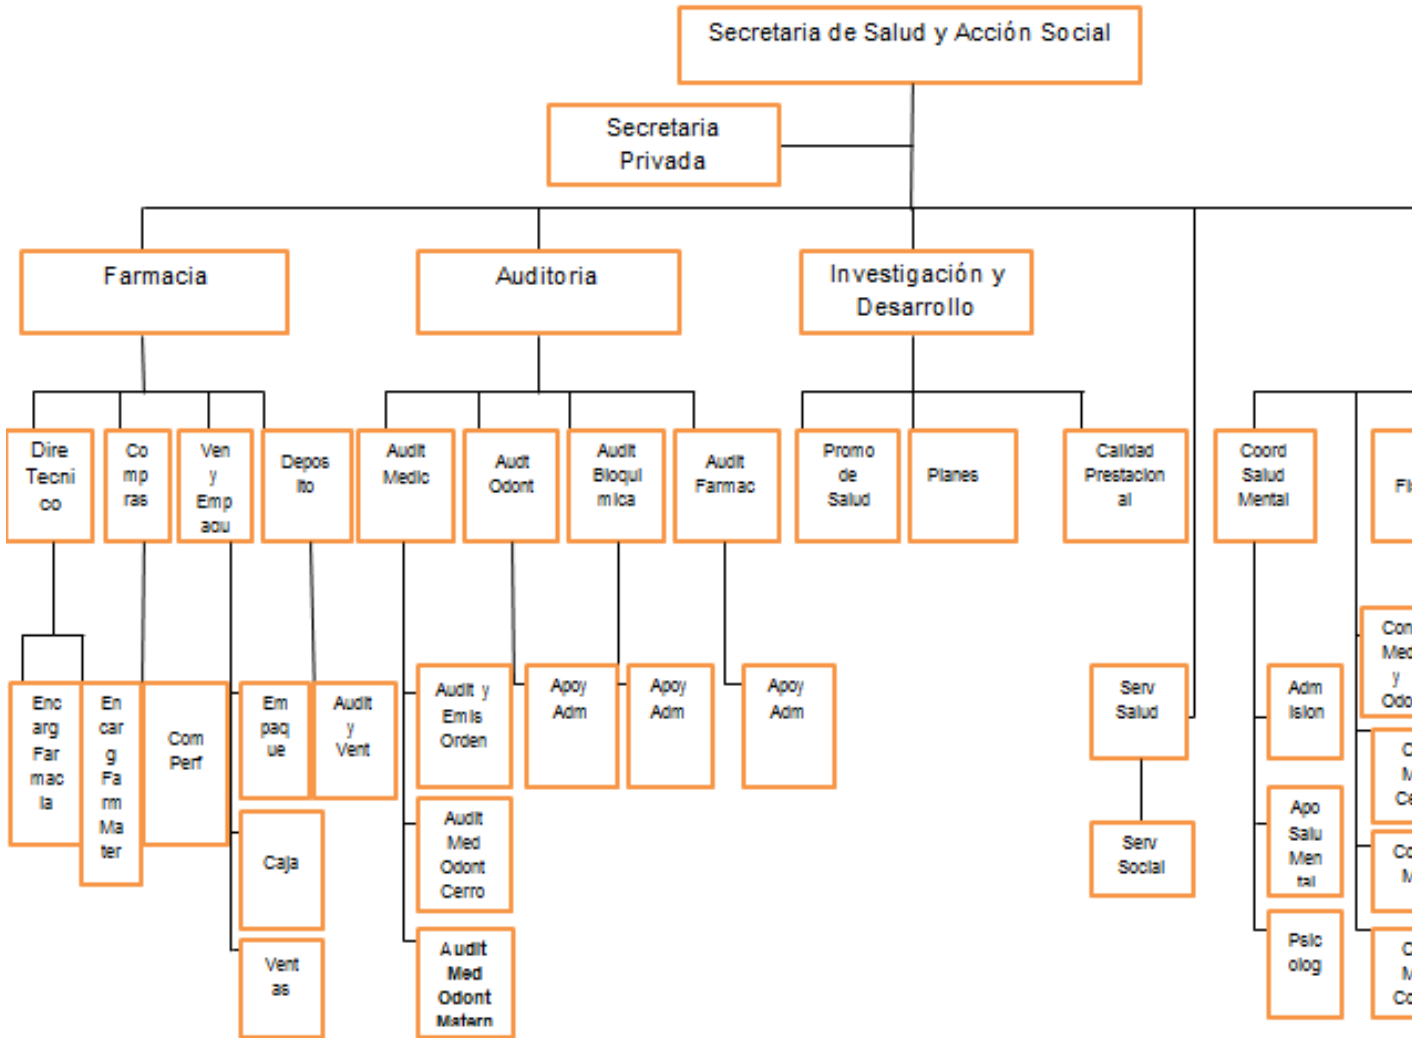 Secretaria de Salud y Acción Social
Secretaria
Privada
Farmacia
Auditoria
Investigación y
Desarrollo
Dire
Tecni
co
Co
mp
ras
Ven
y
Emp
aqu
Depos
ito
Audit
Medic
Audt
Odont
Audit
Bioqui
mica
Audit
Farmac
Promo
de
Salud
Planes
Calidad
Prestacion
al
Coord
Salud
Mental
Enc
arg
Far
mac
ia
En
car
g
Fa
rm
Ma
ter
Com
Perf
Em
paq
ue
Audit
y
Vent
Audit y
Emis
Orden
Apoy
Adm
Apoy
Adm
Apoy
Adm
Serv
Salud
Adm
ision
Med
y
Caja
Audit
Med
Odont
Cerro
Serv
Social
Apo
Salu
Men
tal
Vent
as
Audit
Med
Odont
Matern
Psic
olog